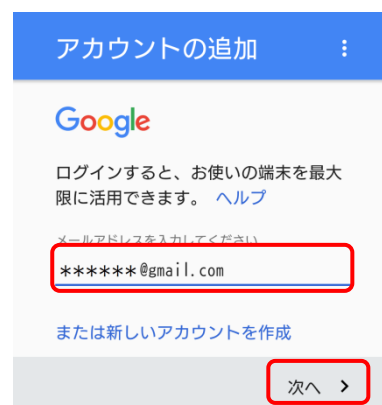 アカウントの追加
Google
ログインすると、お使いの端末を最大
限に活用できます。 ヘルプ
メールアドレスを入力してください
******@gmail.com
または新しいアカウントを作成
次へ >